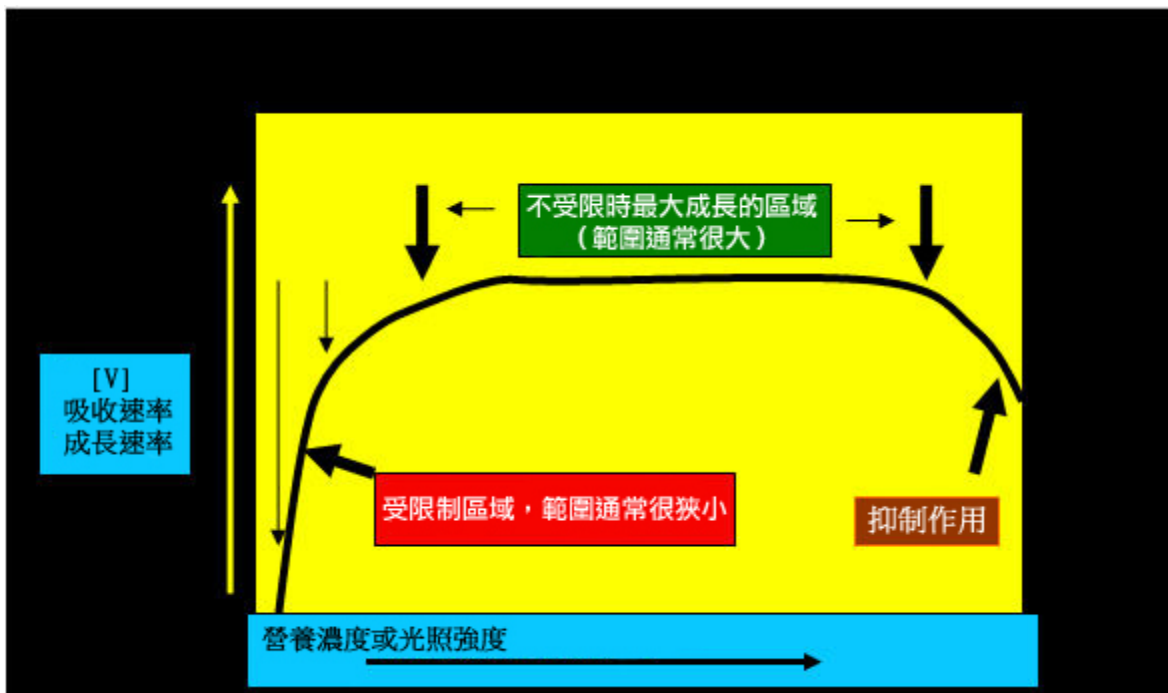 不受限時最大成長的區域
（範圍通常很大）
[V]
吸收速率
成長速率
受限制區域，範圍通常很狹小
抑制作用
營養濃度或光照強度